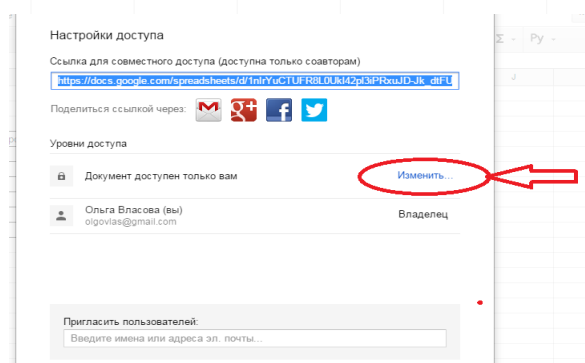 Настройки доступа
Σ - Ру -
Ссылка для совместного доступа (доступна только соавторам)
https://docs.google.com/spreadsheets/d/1nIrYuCTUFR8L0UkI42pI3iPRxuJD-Jk_dtFU
J
Поделиться ссылкой через:
Уровни доступа
Документ доступен только вам Изменить...
Ольга Власова (вы) Владелец
olgovlas@gmail.com
Пригласить пользователей:
Введите имена или адреса эл. почты...